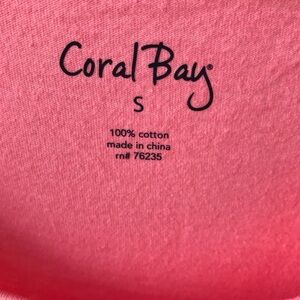 Coral Bay®
S
100% cotton
made in china
rn# 76235